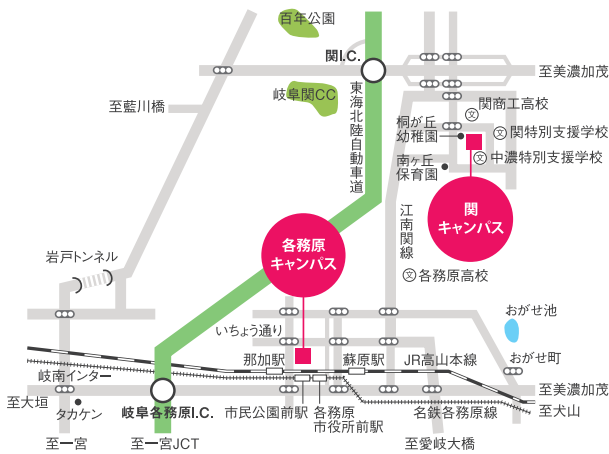 百年公園
関I.C.
至美濃加茂
岐阜関CC
東海北陸自動車道
至藍川橋
関商工高校
文
桐が丘
幼稚園
文
関特別支援学校
文
中濃特別支援学校
南ヶ丘
保育園
関
キャンパス
江南関線
各務原
キャンパス
岩戸トンネル
文
各務原高校
おがせ池
いちょう通り
那加駅
蘇原駅
JR高山本線
おがせ町
岐南インター
至美濃加茂
至大垣
タカケン
岐阜各務原I.C.
市民公園前駅
各務原
市役所前駅
名鉄各務原線
至犬山
至一宮
至一宮JCT
至愛岐大橋